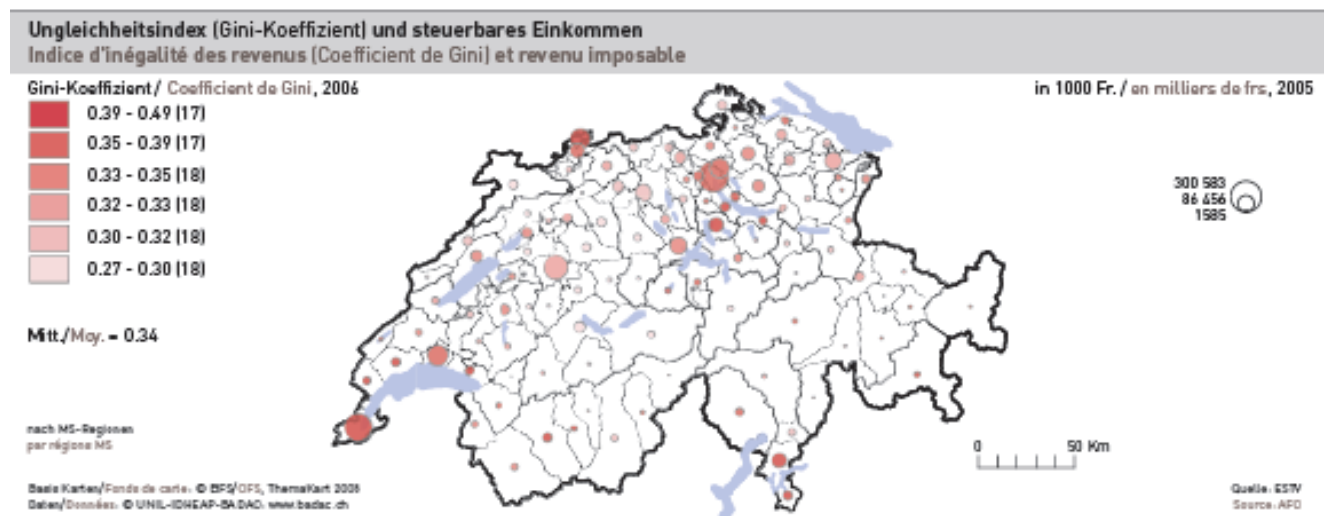 Ungleichheitsindex (Gini-Koeffizient) und steuerbares Einkommen
Indice d'inégalité des revenus (Coefficient de Gini) et revenu imposable
Gini-Koeffizient/ Coefficient de Gini, 2006
in 1000 Fr. / en milliers de frs, 2005
0.39 - 0.49 (17)
0.35 - 0.39 (17)
0.33 - 0.35 (18)
0.32 - 0.33 (18)
0.30 - 0.32 (18)
0.27 - 0.30 (18)
300 583
86 456
1585
Mitt./Moy. = 0.34
nach MS-Regionen
par régione MS
0 50 Km
Basis Karten/Fonds de carte: © BFS/OFS, ThemaKart 2008
Daten/Données: © UNIL-IDHEAP-BADAC: www.badac.ch
Quelle: ESTV
Source: AFC